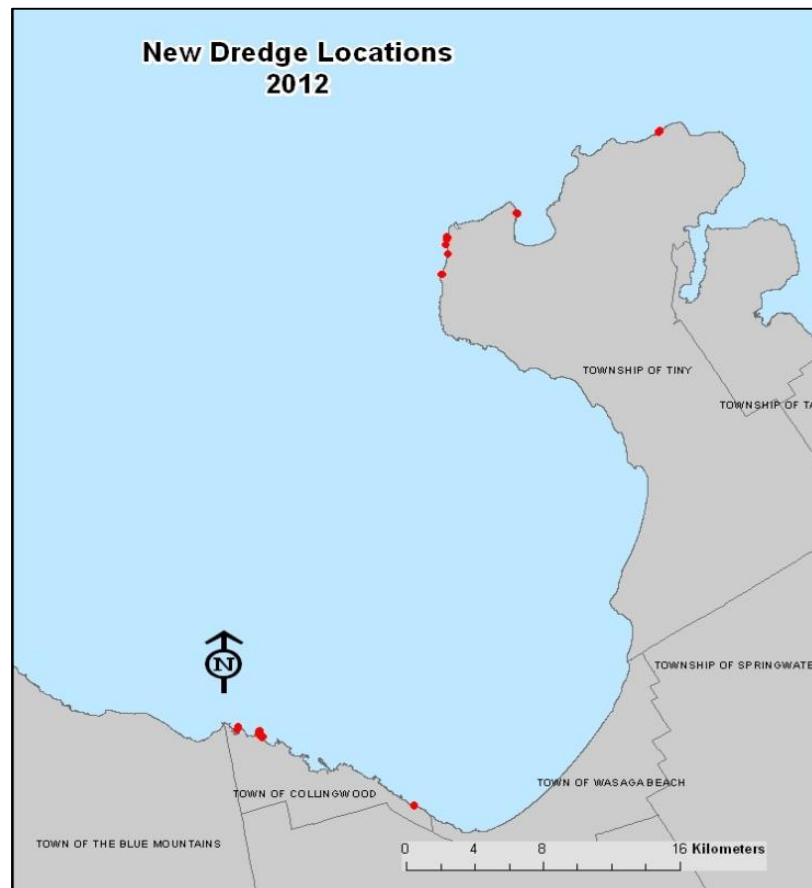 New Dredge Locations
2012
TOWNSHIP OF TINY
TOWNSHIP OF TA
TOWNSHIP OF SPRINGWATE
N
TOWN OF WASAGA BEACH
TOWN OF COLLINGWOOD
TOWN OF THE BLUE MOUNTAINS
0 4 8 16 Kilometers